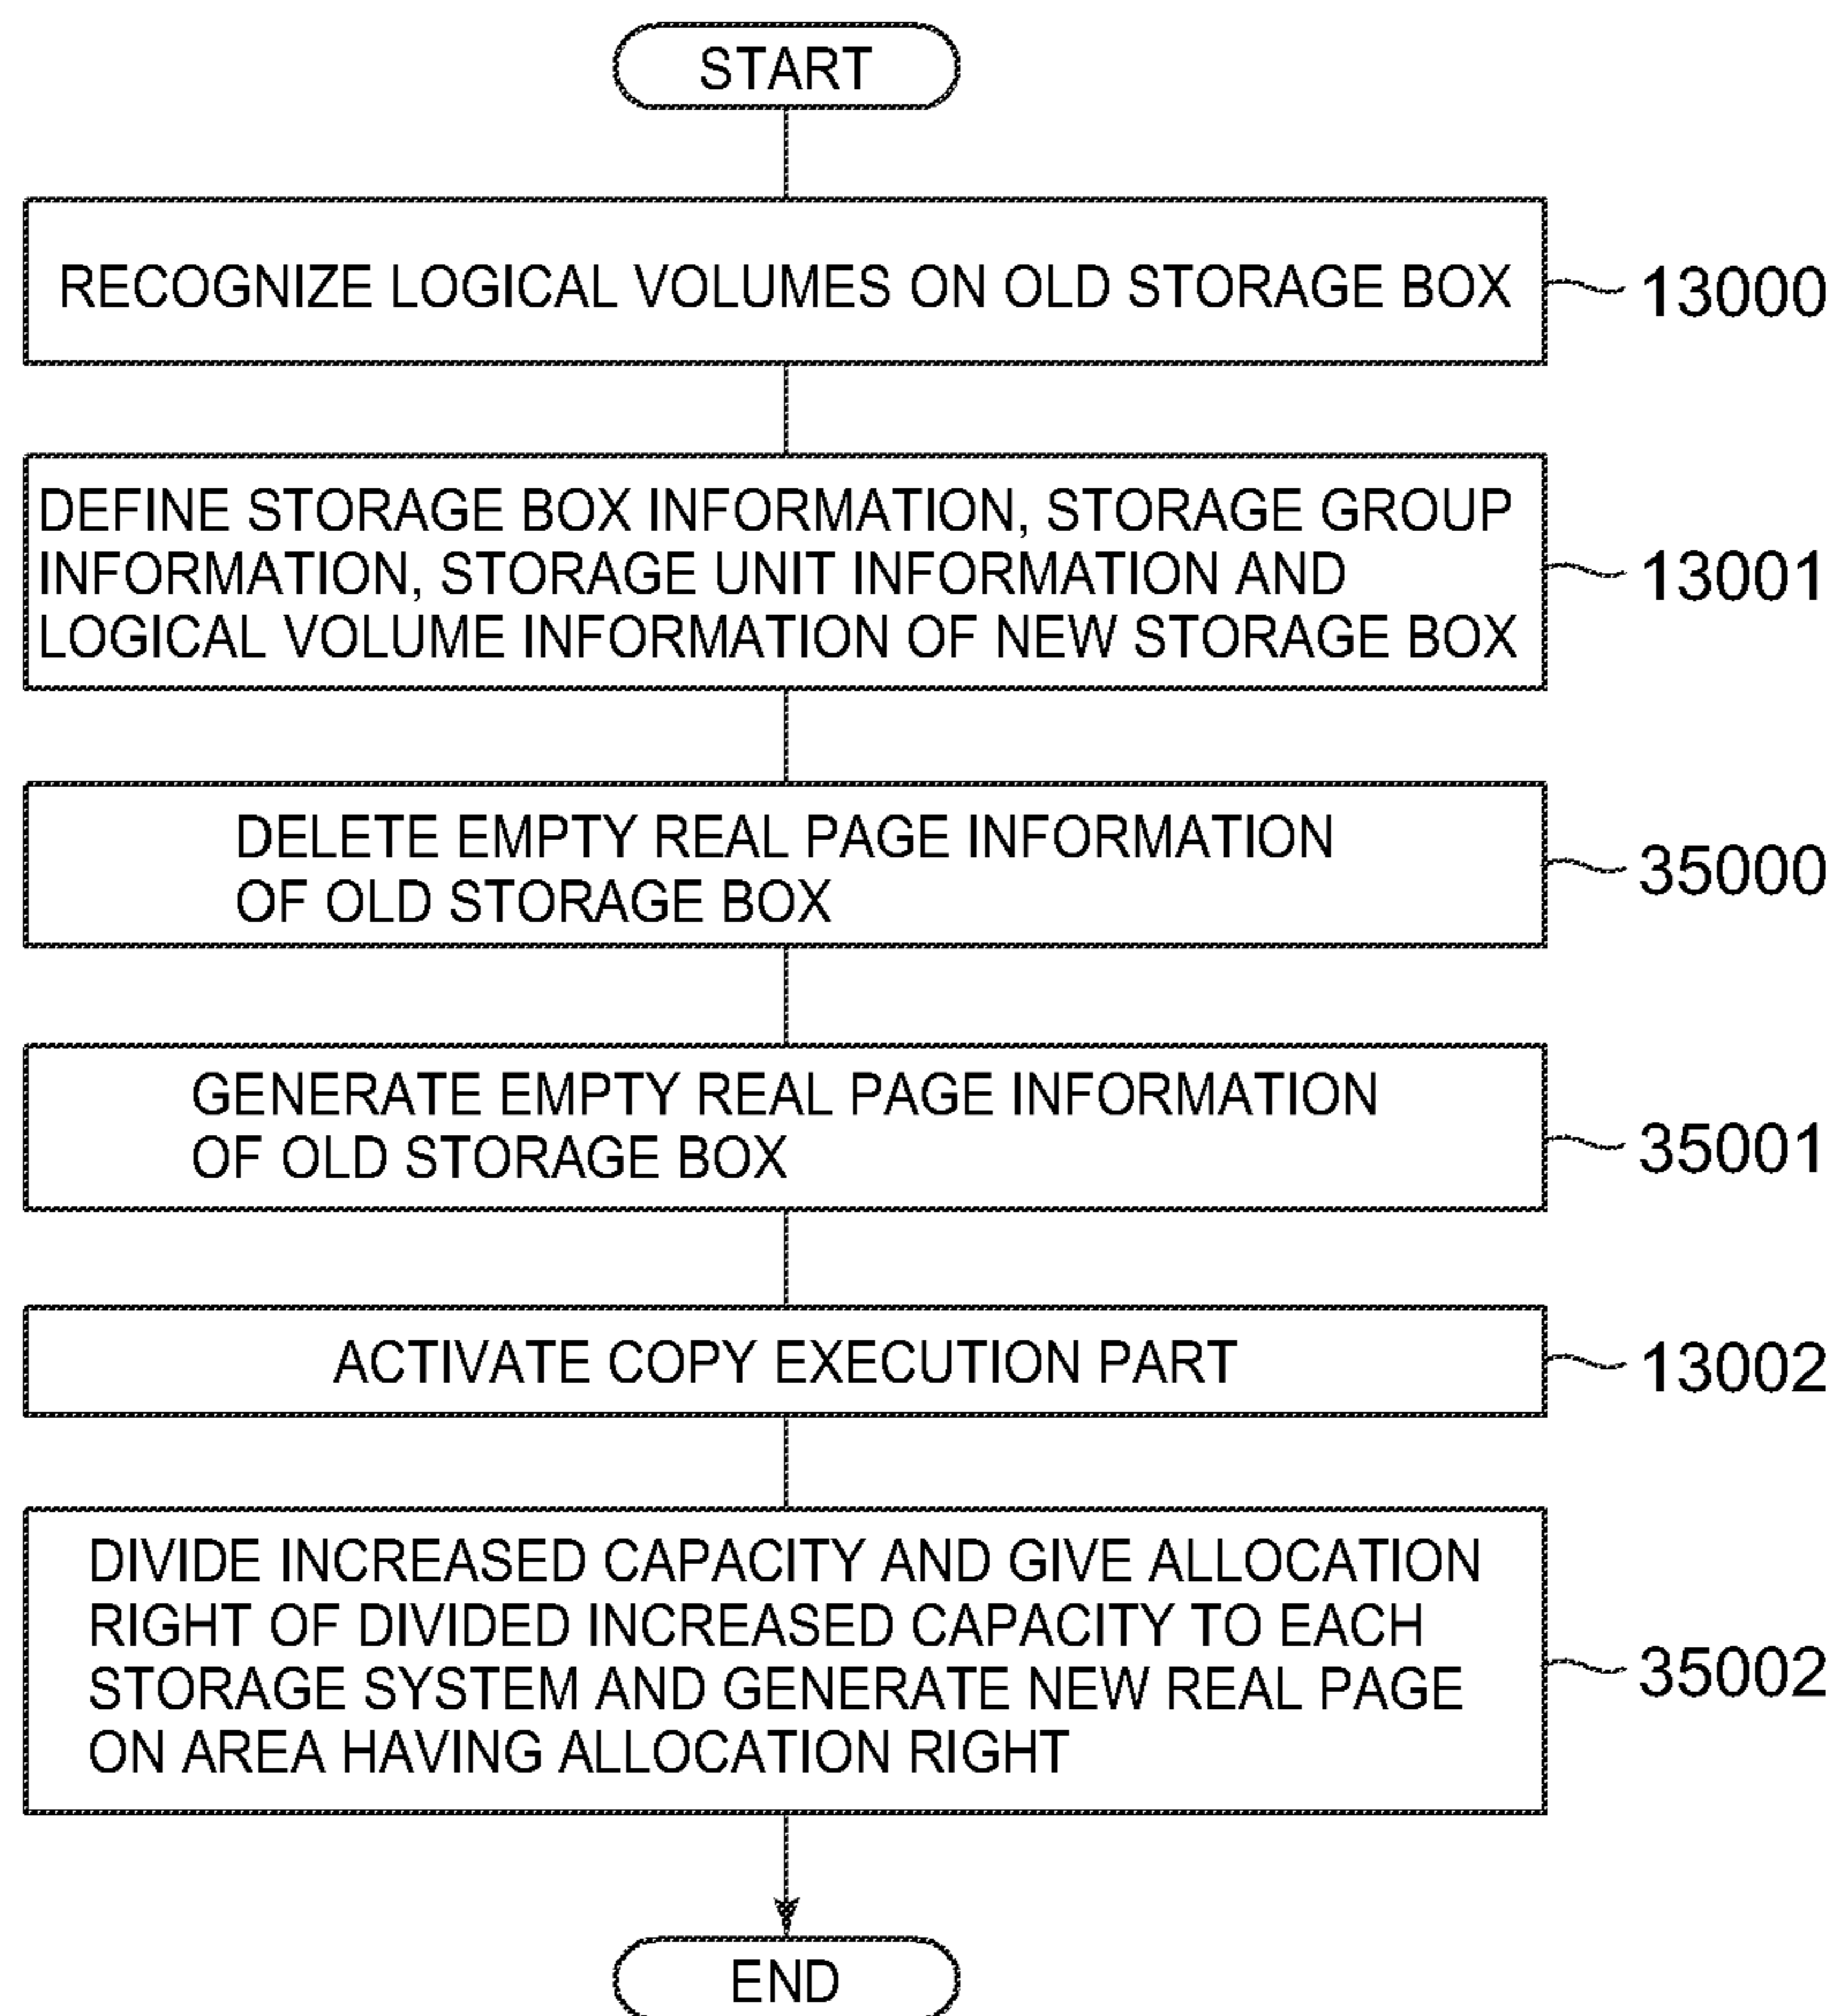 START
RECOGNIZE LOGICAL VOLUMES ON OLD STORAGE BOX
13000
DEFINE STORAGE BOX INFORMATION, STORAGE GROUP
INFORMATION, STORAGE UNIT INFORMATION AND
LOGICAL VOLUME INFORMATION OF NEW STORAGE BOX
13001
DELETE EMPTY REAL PAGE INFORMATION
OF OLD STORAGE BOX
35000
GENERATE EMPTY REAL PAGE INFORMATION
OF OLD STORAGE BOX
35001
ACTIVATE COPY EXECUTION PART
13002
DIVIDE INCREASED CAPACITY AND GIVE ALLOCATION
RIGHT OF DIVIDED INCREASED CAPACITY TO EACH
STORAGE SYSTEM AND GENERATE NEW REAL PAGE
ON AREA HAVING ALLOCATION RIGHT
35002
END